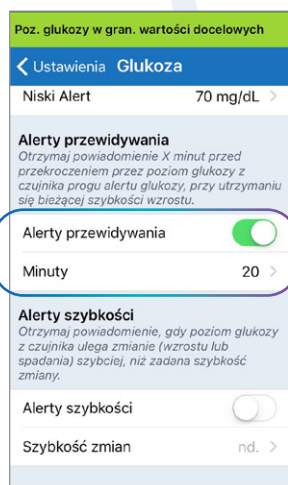 Poz. glukozy w gran. wartości docelowych
Ustawienia Glukoza
Niski Alert 70 mg/dL
Alerty przewidywania
Otrzymaj powiadomienie X minut przed
przekroczeniem przez poziom glukozy z
czujnika progu alertu glukozy, przy utrzymaniu
się bieżącej szybkości wzrostu.
Alerty przewidywania
Minuty 20
Alerty szybkości
Otrzymaj powiadomienie, gdy poziom glukozy
z czujnika ulega zmianie (wzrostu lub
spadania) szybciej, niż zadana szybkość
zmiany.
Alerty szybkości
Szybkość zmian nd.